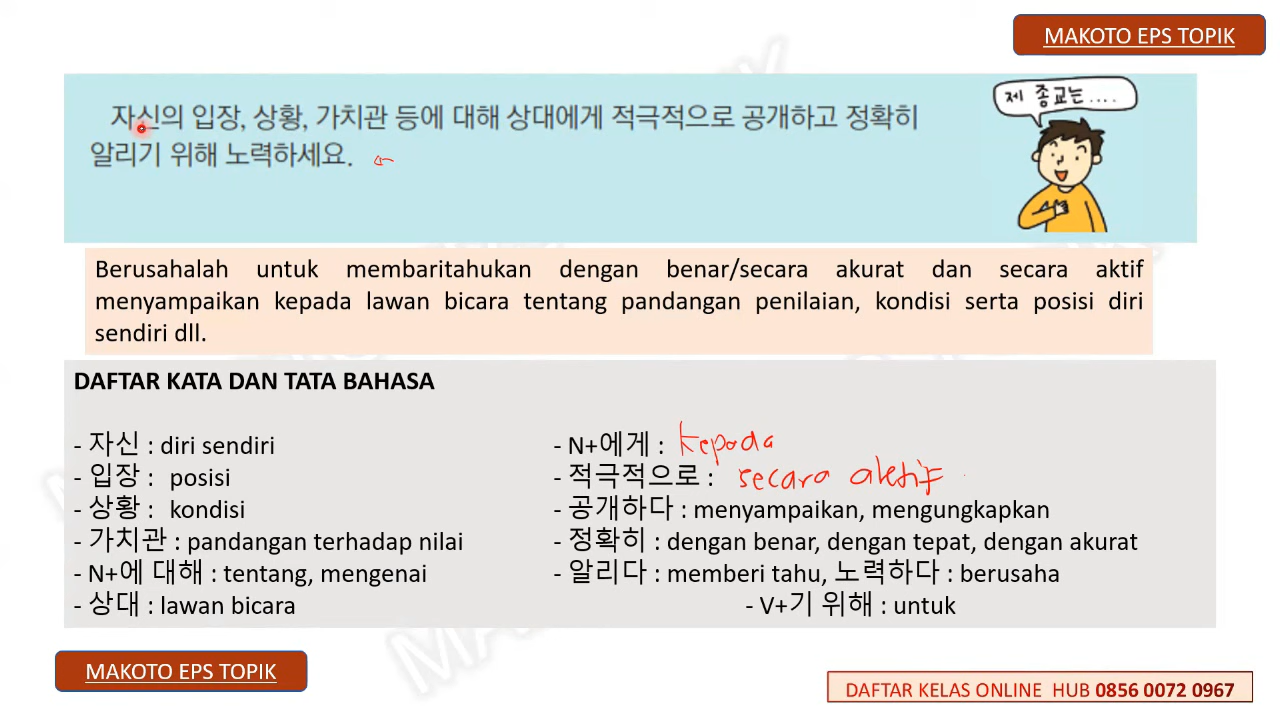 MAKOTO EPS TOPIK
자신의 입장, 상황, 가치관 등에 대해 상대에게 적극적으로 공개하고 정확히
알리기 위해 노력하세요.
제 종교는....
Berusahalah untuk membaritahukan dengan benar/secara akurat dan secara aktif
menyampaikan kepada lawan bicara tentang pandangan penilaian, kondisi serta posisi diri
sendiri dll.
DAFTAR KATA DAN TATA BAHASA
- 자신 : diri sendiri
- 입장 : posisi
- 상황 : kondisi
- 가치관 : pandangan terhadap nilai
- N+에 대해 : tentang, mengenai
- 상대 : lawan bicara
- N+에게 : kepada
- 적극적으로 : secara aktif
- 공개하다 : menyampaikan, mengungkapkan
- 정확히 : dengan benar, dengan tepat, dengan akurat
- 알리다 : memberi tahu, 노력하다 : berusaha
- V+기 위해 : untuk
MAKOTO EPS TOPIK
DAFTAR KELAS ONLINE HUB 0856 0072 0967